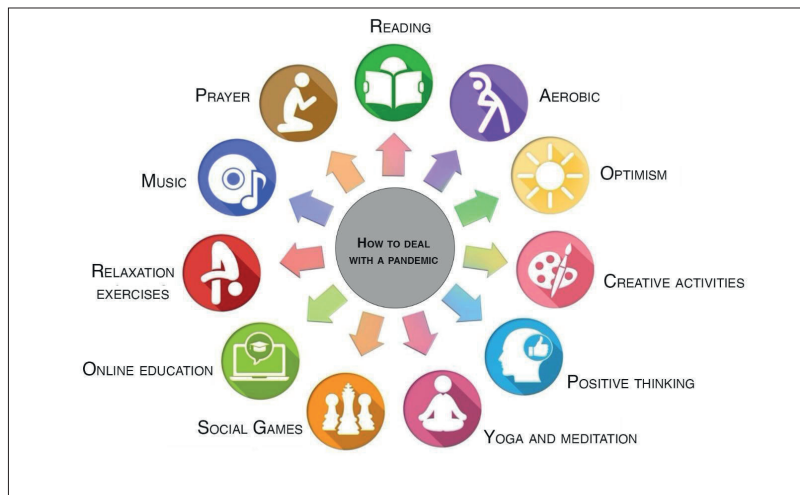 READING
PRAYER
AEROBIC
MUSIC
OPTIMISM
HOW TO DEAL
WITH A PANDEMIC
RELAXATION
EXERCISES
CREATIVE ACTIVITIES
ONLINE EDUCATION
POSITIVE THINKING
SOCIAL GAMES
YOGA AND MEDITATION